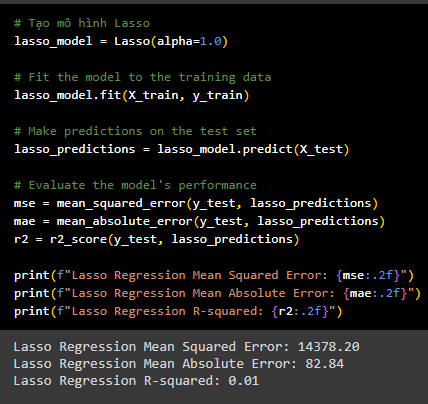 # Tạo mô hình Lasso
lasso_model = Lasso(alpha=1.0)
# Fit the model to the training data
lasso_model.fit(X_train, y_train)
# Make predictions on the test set
lasso_predictions = lasso_model.predict(X_test)
# Evaluate the model's performance
mse = mean_squared_error(y_test, lasso_predictions)
mae = mean_absolute_error(y_test, lasso_predictions)
r2 = r2_score(y_test, lasso_predictions)
print(f"Lasso Regression Mean Squared Error: {mse:.2f}")
print(f"Lasso Regression Mean Absolute Error: {mae:.2f}")
print(f"Lasso Regression R-squared: {r2:.2f}")
Lasso Regression Mean Squared Error: 14378.20
Lasso Regression Mean Absolute Error: 82.84
Lasso Regression R-squared: 0.01